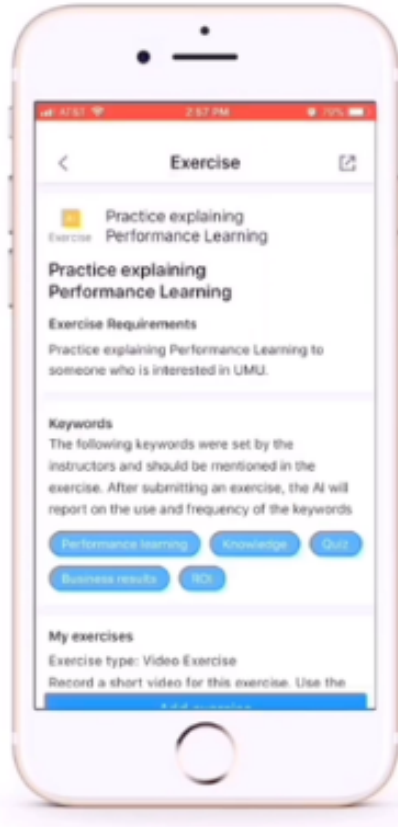 AT&T
2:57 PM
79%
Exercise
AI
Exercise
Practice explaining
Performance Learning
Practice explaining
Performance Learning
Exercise Requirements
Practice explaining Performance Learning to
someone who is interested in UMU.
Keywords
The following keywords were set by the
instructors and should be mentioned in the
exercise. After submitting an exercise, the AI will
report on the use and frequency of the keywords
Performance learning
Knowledge
Quiz
Business results
ROI
My exercises
Exercise type: Video Exercise
Record a short video for this exercise. Use the
Add exercise